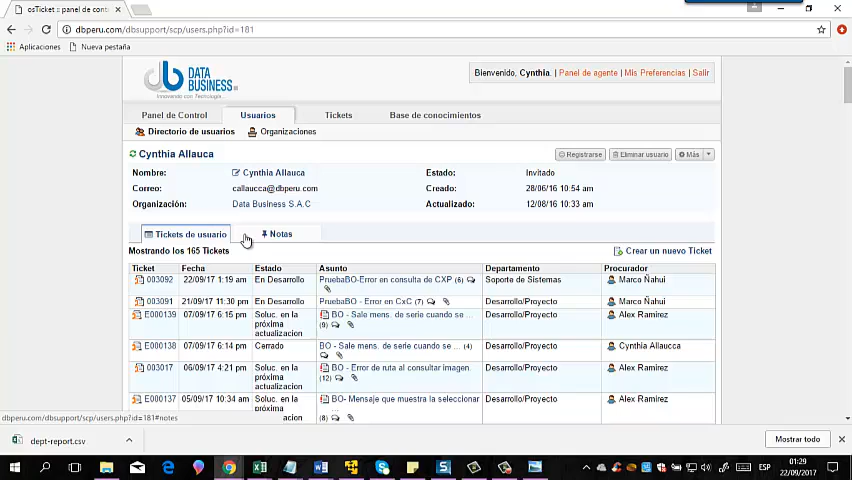 osTicket :: panel de conti
dbperu.com/dbsupport/scp/users.php?id=181
Aplicaciones Nueva pestaña
DATA
BUSINESS
Innovando con Tecnología
Bienvenido, Cynthia. | Panel de agente | Mis Preferencias | Salir
Panel de Control Usuarios Tickets Base de conocimientos
Directorio de usuarios Organizaciones
Cynthia Allauca Registrarse Eliminar usuario Más
Nombre: Cynthia Allauca Estado: Invitado
Correo: callaucca@dbperu.com Creado: 28/06/16 10:54 am
Organización: Data Business S.A.C Actualizado: 12/08/16 10:33 am
Tickets de usuario Notas
Mostrando los 165 Tickets Crear un nuevo Ticket
Ticket Fecha Estado Asunto Departamento Procurador
003092 22/09/17 1:19 am En Desarrollo PruebaBO-Error en consulta de CXP (6) Soporte de Sistemas Marco Ñahui
003091 21/09/17 11:30 pm En Desarrollo PruebaBO - Error en CxC (7) Desarrollo/Proyecto Marco Ñahui
E000139 07/09/17 6:15 pm Soluc. en la próxima actualizacion BO - Sale mens. de serie cuando se ... (9) Desarrollo/Proyecto Alex Ramirez
E000138 07/09/17 6:14 pm Cerrado BO - Sale mens. de serie cuando se ... (4) Desarrollo/Proyecto Cynthia Allaucca
003017 06/09/17 4:21 pm Soluc. en la próxima actualizacion BO - Error de ruta al consultar imagen. (12) Desarrollo/Proyecto Alex Ramirez
E000137 05/09/17 10:34 am Soluc. en la próxima actualizacion BO- Mensaje que muestra la seleccionar ... (8) Desarrollo/Proyecto Alex Ramirez
dbperu.com/dbsupport/scp/users.php?id=181#notes
dept-report.csv Mostrar todo
ESP 01:29
22/09/2017